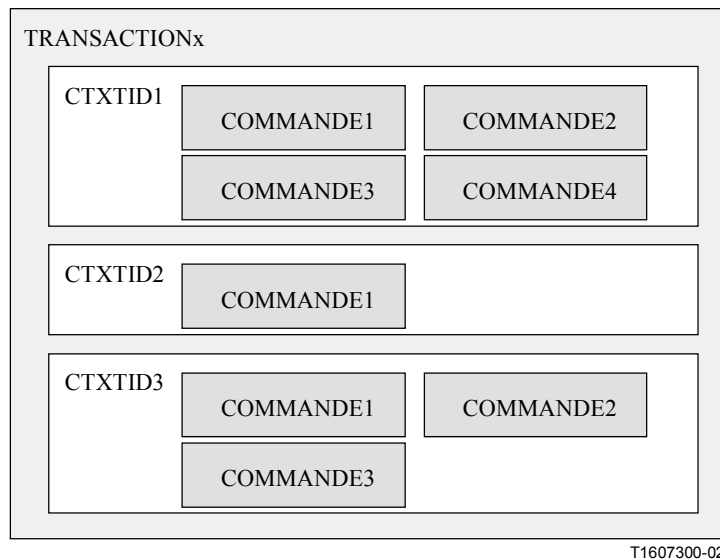 TRANSACTIONx
CTXTID1
COMMANDE1 COMMANDE2
COMMANDE3 COMMANDE4
CTXTID2
COMMANDE1
CTXTID3
COMMANDE1 COMMANDE2
COMMANDE3
T1607300-02